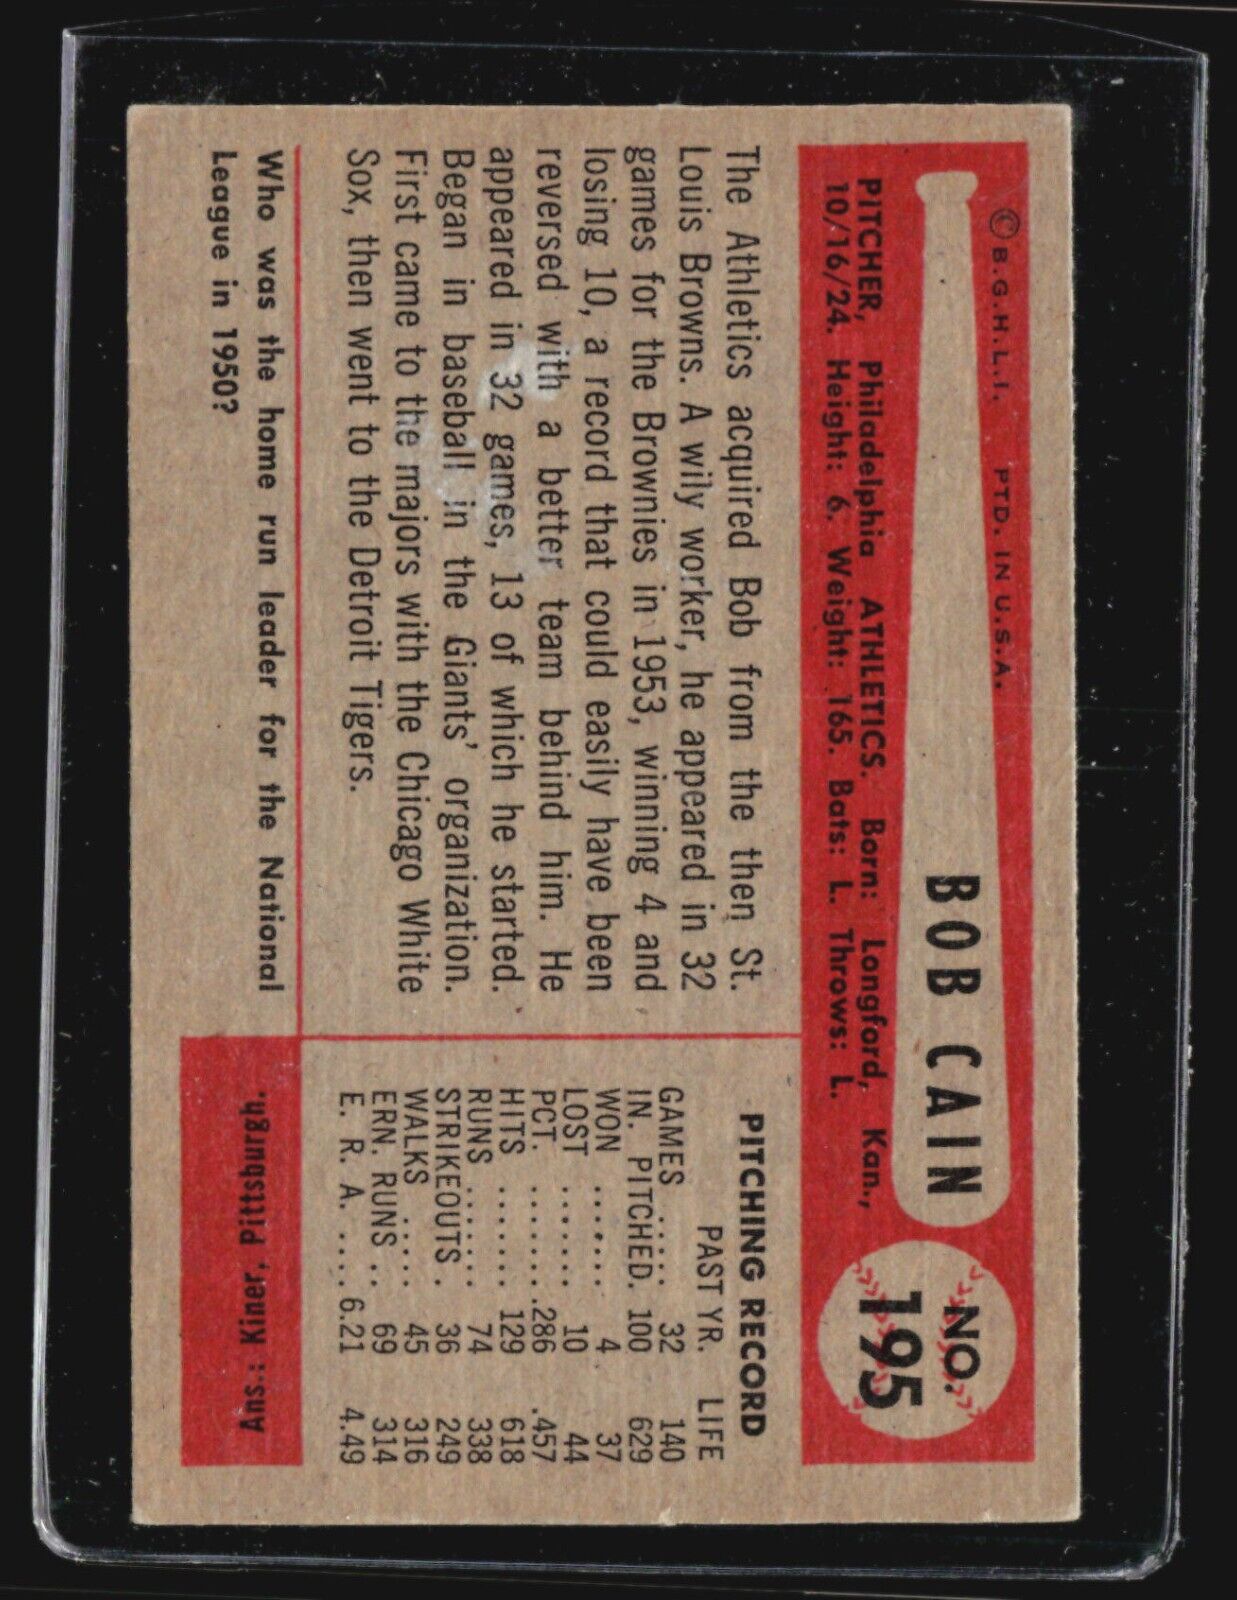 © B.G.H.L.I. PTD. IN U.S.A.
BOB CAIN
NO.
195
PITCHER, Philadelphia ATHLETICS. Born: Longford, Kan.,
10/16/24. Height: 6. Weight: 165. Bats: L. Throws: L.
The Athletics acquired Bob from the then St.
Louis Browns. A wily worker, he appeared in 32
games for the Brownies in 1953, winning 4 and
losing 10, a record that could easily have been
reversed with a better team behind him. He
appeared in 32 games, 13 of which he started.
Began in baseball in the Giants' organization.
First came to the majors with the Chicago White
Sox, then went to the Detroit Tigers.
PITCHING RECORD
PAST YR. LIFE
GAMES ..... 32 140
IN. PITCHED. 100 629
WON ....... 4 37
LOST ....... 10 44
PCT. ....... .286 .457
HITS ...... 129 618
RUNS ...... 74 338
STRIKEOUTS . 36 249
WALKS ..... 45 316
ERN. RUNS .. 69 314
E. R. A. .... 6.21 4.49
Who was the home run leader for the National
League in 1950?
Ans.: Kiner, Pittsburgh.